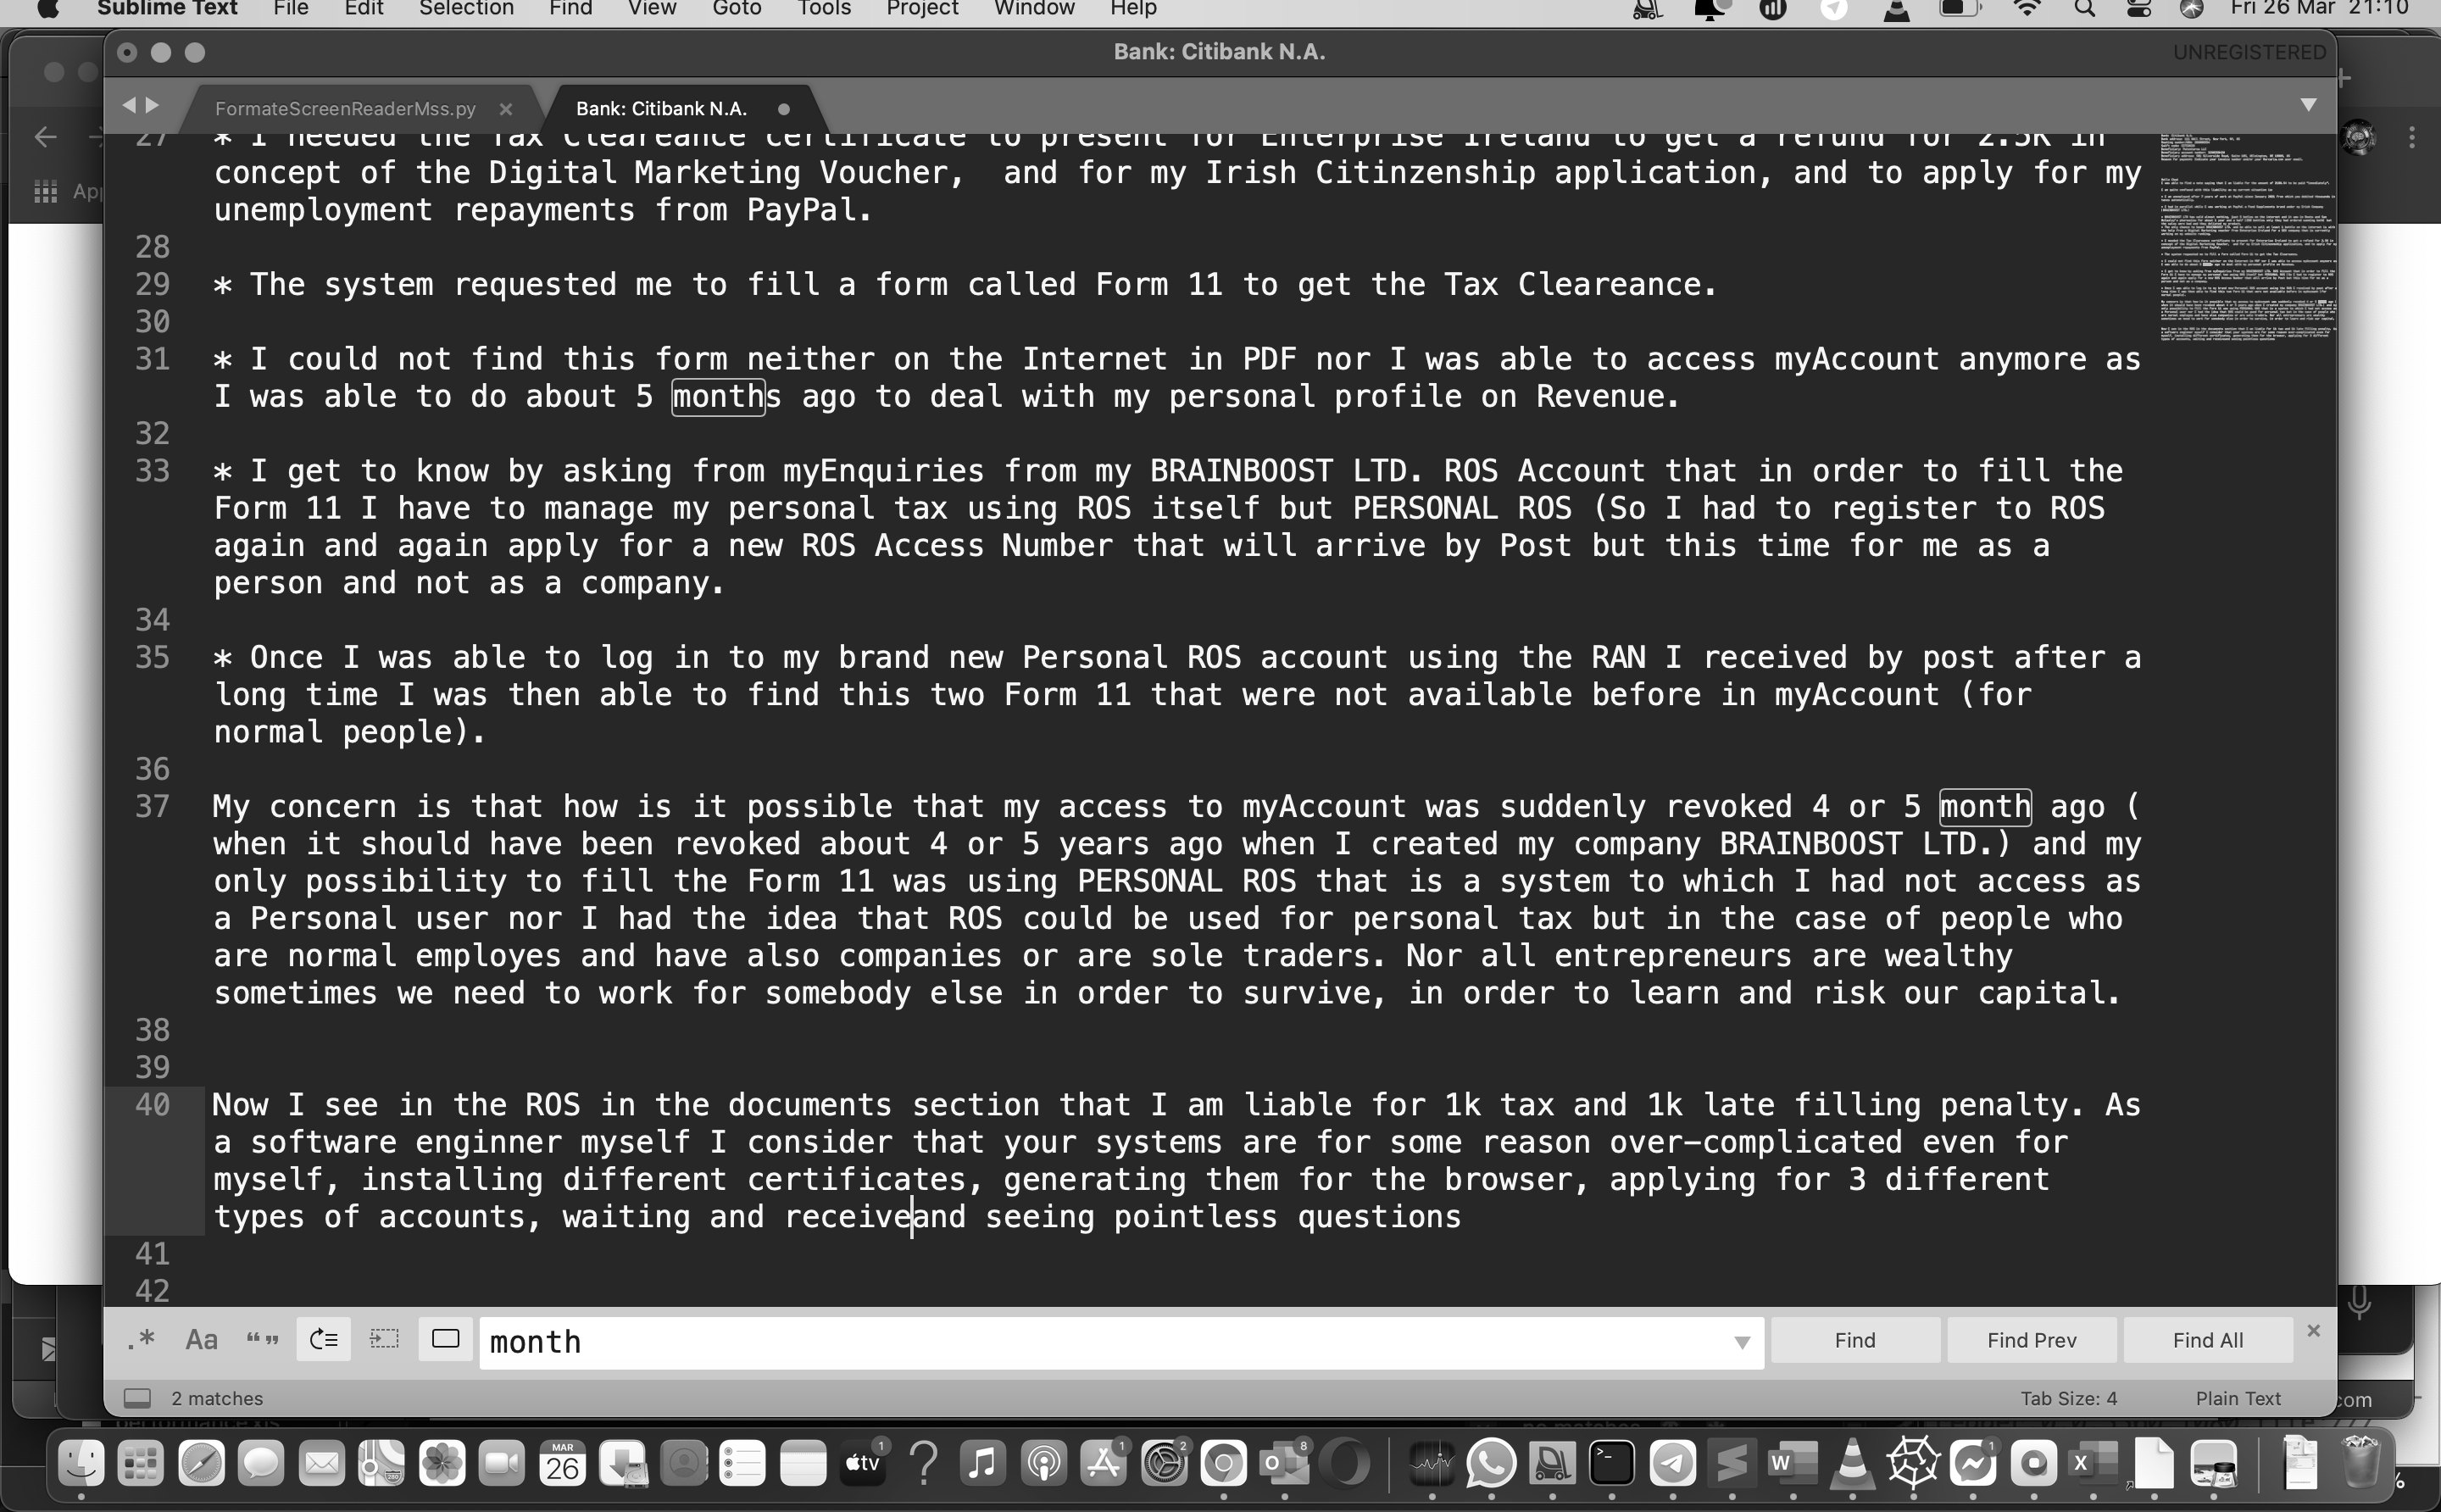 Sublime Text File Edit Selection Find View Goto Tools Project Window Help Fri 26 Mar 21:10
Bank: Citibank N.A. UNREGISTERED
FormateScreenReaderMss.py × Bank: Citibank N.A.
27 * I needed the Tax Cleareance certificate to present for Enterprise Ireland to get a refund for 2.5K in
concept of the Digital Marketing Voucher,  and for my Irish Citinzenship application, and to apply for my
unemployment repayments from PayPal.
28
29 * The system requested me to fill a form called Form 11 to get the Tax Cleareance.
30
31 * I could not find this form neither on the Internet in PDF nor I was able to access myAccount anymore as
I was able to do about 5 months ago to deal with my personal profile on Revenue.
32
33 * I get to know by asking from myEnquiries from my BRAINBOOST LTD. ROS Account that in order to fill the
Form 11 I have to manage my personal tax using ROS itself but PERSONAL ROS (So I had to register to ROS
again and again apply for a new ROS Access Number that will arrive by Post but this time for me as a
person and not as a company.
34
35 * Once I was able to log in to my brand new Personal ROS account using the RAN I received by post after a
long time I was then able to find this two Form 11 that were not available before in myAccount (for
normal people).
36
37 My concern is that how is it possible that my access to myAccount was suddenly revoked 4 or 5 month ago (
when it should have been revoked about 4 or 5 years ago when I created my company BRAINBOOST LTD.) and my
only possibility to fill the Form 11 was using PERSONAL ROS that is a system to which I had not access as
a Personal user nor I had the idea that ROS could be used for personal tax but in the case of people who
are normal employes and have also companies or are sole traders. Nor all entrepreneurs are wealthy
sometimes we need to work for somebody else in order to survive, in order to learn and risk our capital.
38
39
40 Now I see in the ROS in the documents section that I am liable for 1k tax and 1k late filling penalty. As
a software enginner myself I consider that your systems are for some reason over-complicated even for
myself, installing different certificates, generating them for the browser, applying for 3 different
types of accounts, waiting and receiveand seeing pointless questions
41
42
.* Aa “ ” month Find Find Prev Find All ×
2 matches Tab Size: 4 Plain Text
com
MAR
26
tv